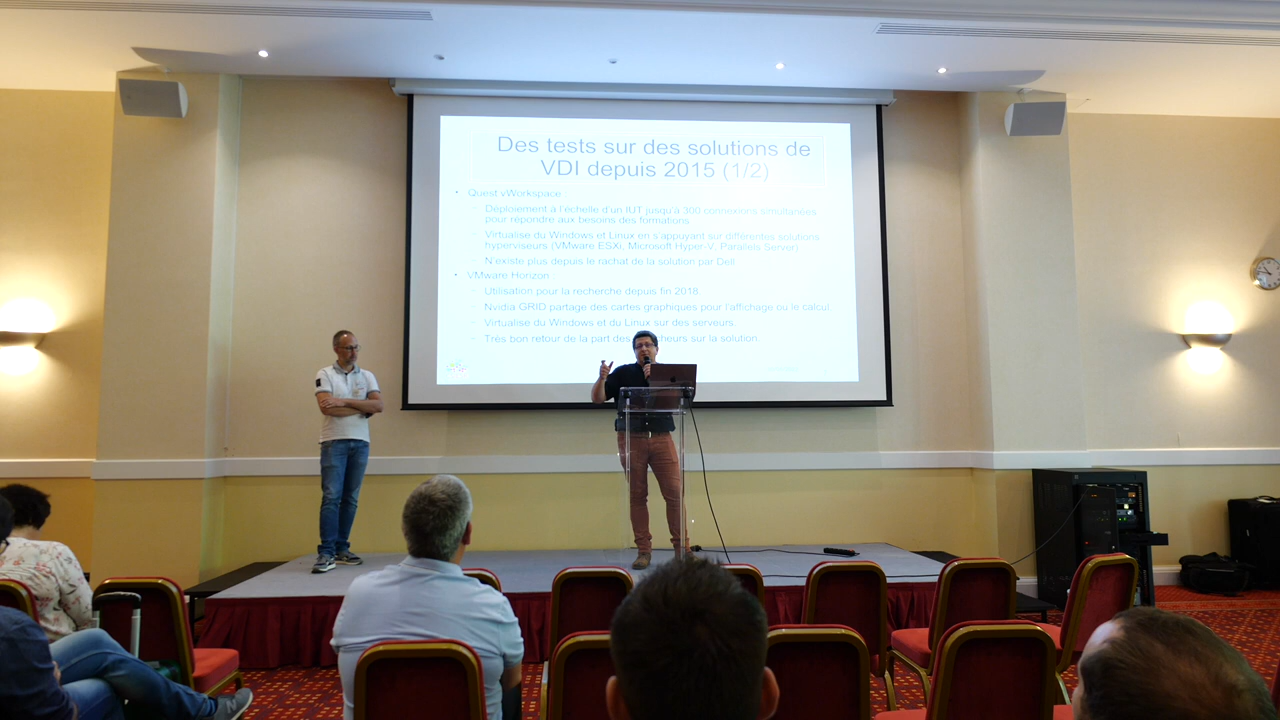 Des tests sur des solutions de
VDI depuis 2015 (1/2)
• Quest vWorkspace :
– Déploiement à l'échelle d'un IUT jusqu'à 300 connexions simultanées
pour répondre aux besoins des formations
– Virtualise du Windows et Linux en s'appuyant sur différentes solutions
hyperviseurs (VMware ESXi, Microsoft Hyper-V, Parallels Server)
– N'existe plus depuis le rachat de la solution par Dell
• VMware Horizon :
– Utilisation pour la recherche depuis fin 2018.
– Nvidia GRID partage des cartes graphiques pour l'affichage ou le calcul.
– Virtualise du Windows et du Linux sur des serveurs.
– Très bon retour de la part des cheurs sur la solution.